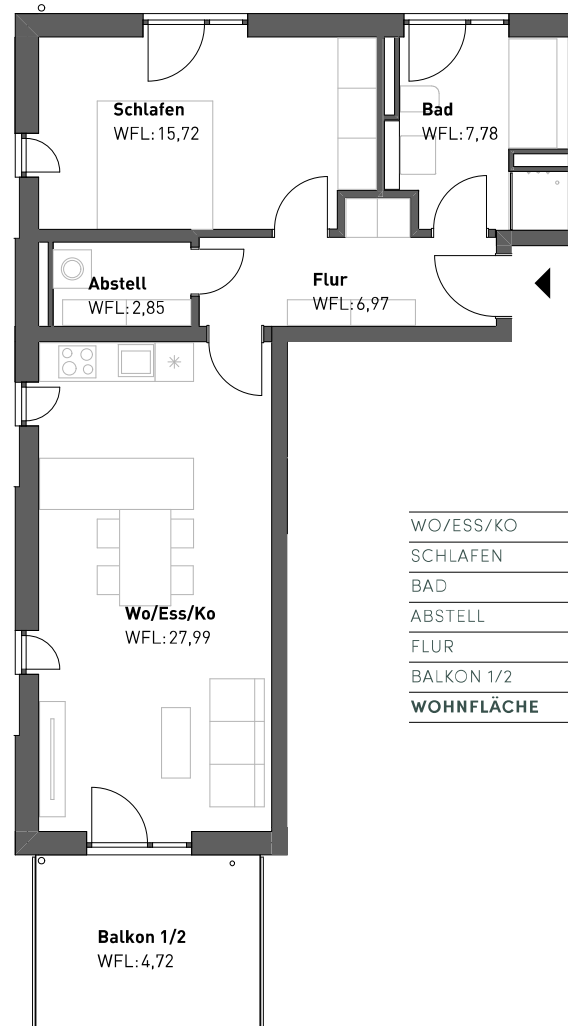 Schlafen
WFL: 15,72
Bad
WFL: 7,78
Abstell
WFL: 2,85
Flur
WFL: 6,97
Wo/Ess/Ko
WFL: 27,99
WO/ESS/KO
SCHLAFEN
BAD
ABSTELL
FLUR
BALKON 1/2
WOHNFLÄCHE
Balkon 1/2
WFL: 4,72